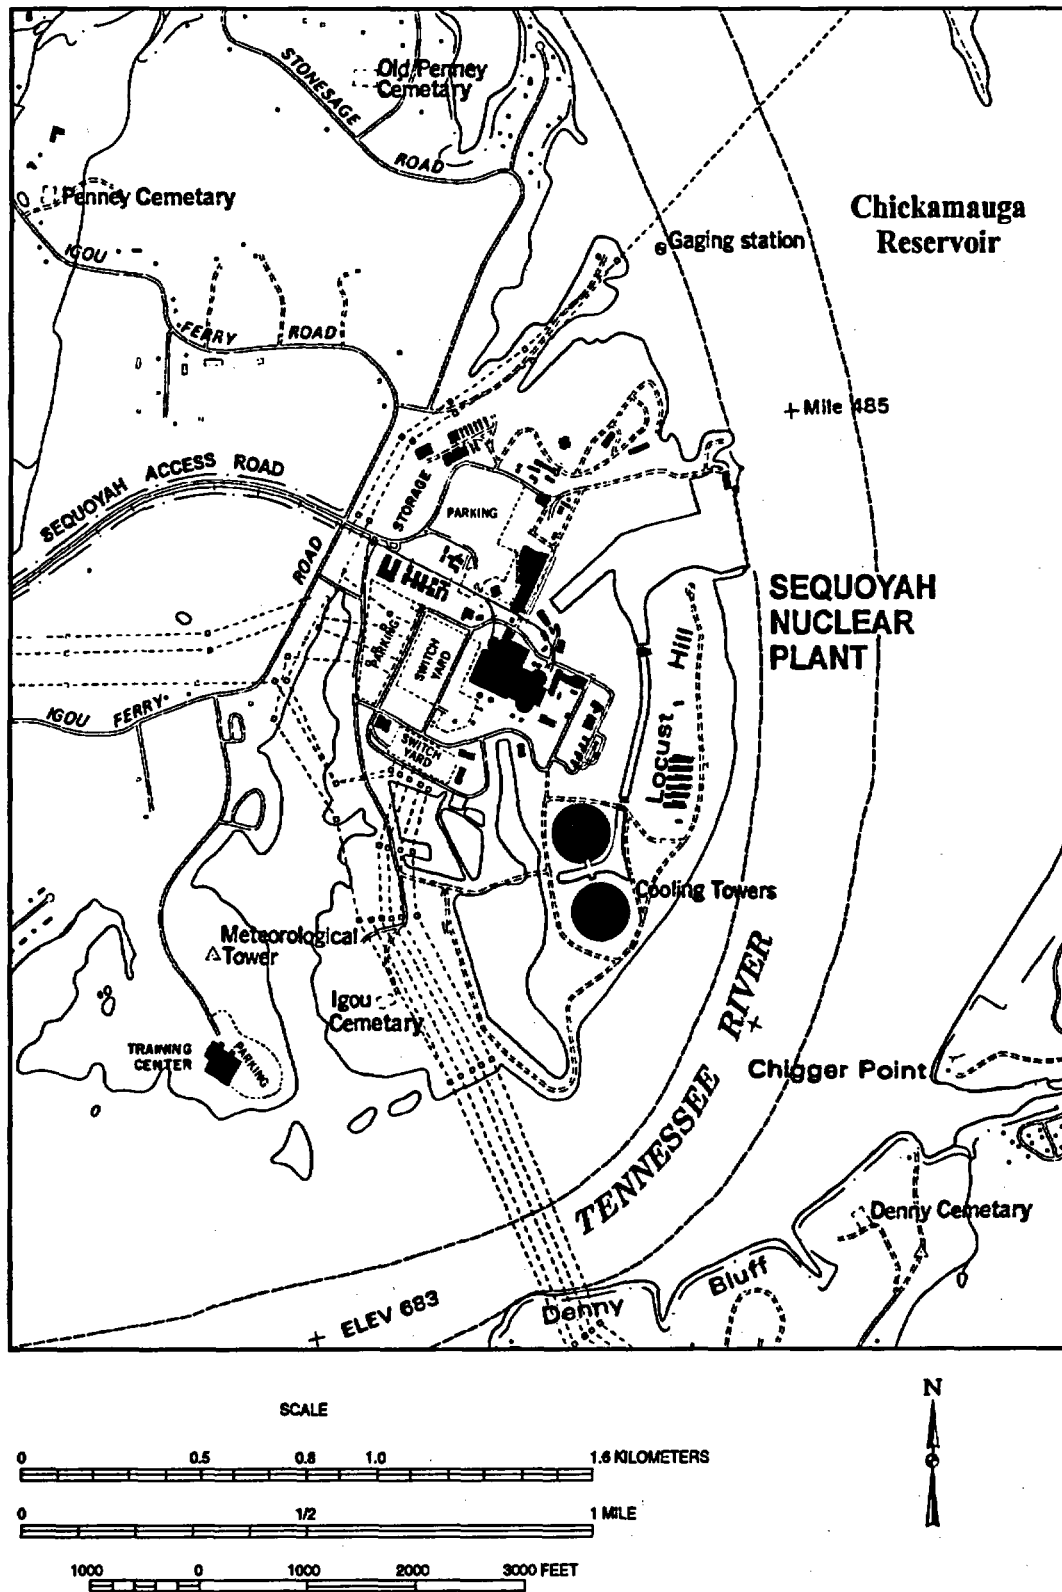 STONESAGE
ROAD
Old Penney
Cemetary
Penney Cemetary
IGOU
FERRY ROAD
Chickamauga
Reservoir
Gaging station
Mile 485
SEQUOYAH ACCESS ROAD
STORAGE
PARKING
ROAD
PARKING
SWITCH
YARD
SWITCH
YARD
Locust Hill
SEQUOYAH
NUCLEAR
PLANT
IGOU FERRY
Cooling Towers
Meteorological
Tower
Igou
Cemetary
TRAINING
CENTER
PARKING
TENNESSEE RIVER
Chigger Point
Denny Cemetary
Denny Bluff
ELEV 683
SCALE
0 0.5 0.8 1.0 1.6 KILOMETERS
0 1/2 1 MILE
1000 0 1000 2000 3000 FEET
N